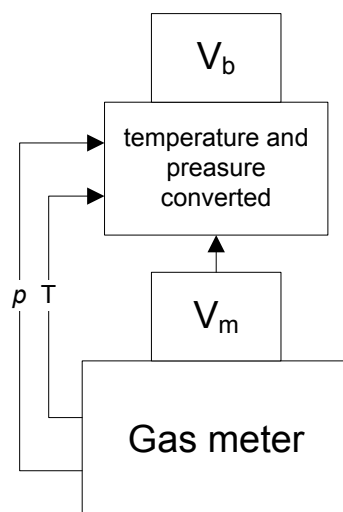 V_b
temperature and
preasure
converted
p T
V_m
Gas meter